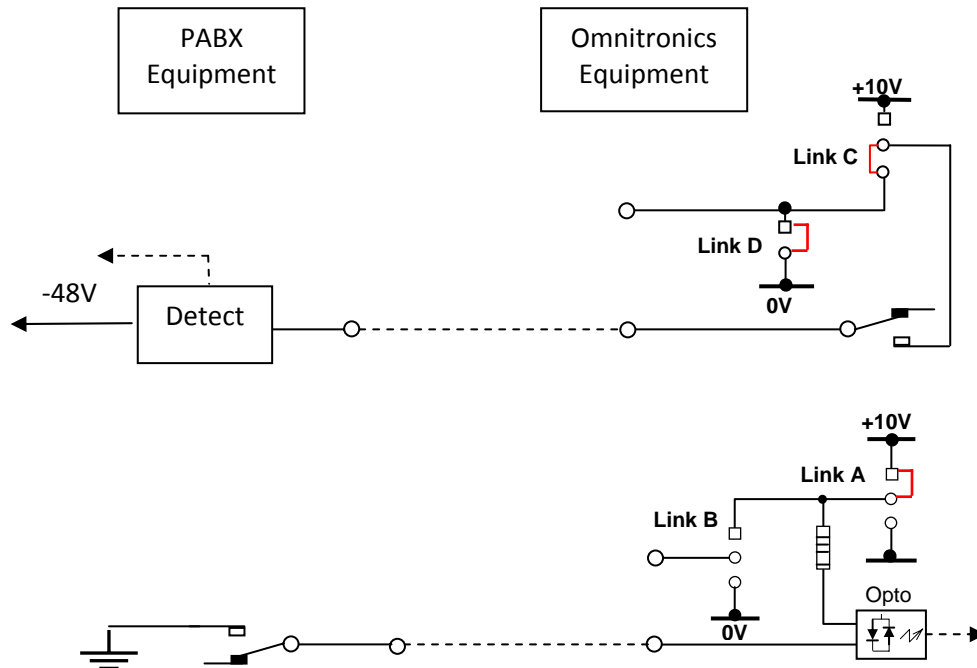 PABX
Equipment
Omnitronics
Equipment
+10V
Link C
Link D
-48V
0V
Detect
+10V
Link A
Link B
Opto
0V